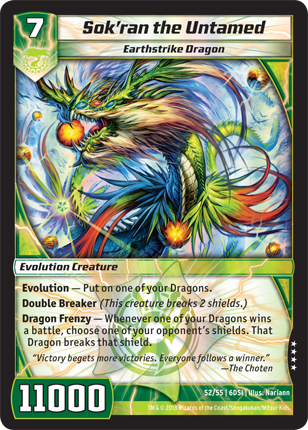 7
Sok'ran the Untamed
Earthstrike Dragon
Evolution Creature
Evolution — Put on one of your Dragons.
Double Breaker (This creature breaks 2 shields.)
Dragon Frenzy — Whenever one of your Dragons wins
a battle, choose one of your opponent's shields. That
Dragon breaks that shield.
"Victory begets more victories. Everyone follows a winner."
—The Choten
11000
S2/S5 | 6DSI | Illus. Nariann
TM & © 2013 Wizards of the Coast/Shogakukan/Mitsui-Kids.